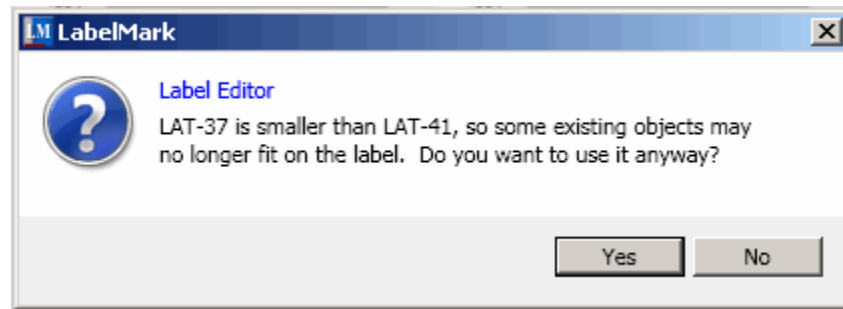 LM LabelMark
Label Editor
LAT-37 is smaller than LAT-41, so some existing objects may
no longer fit on the label.  Do you want to use it anyway?
Yes No